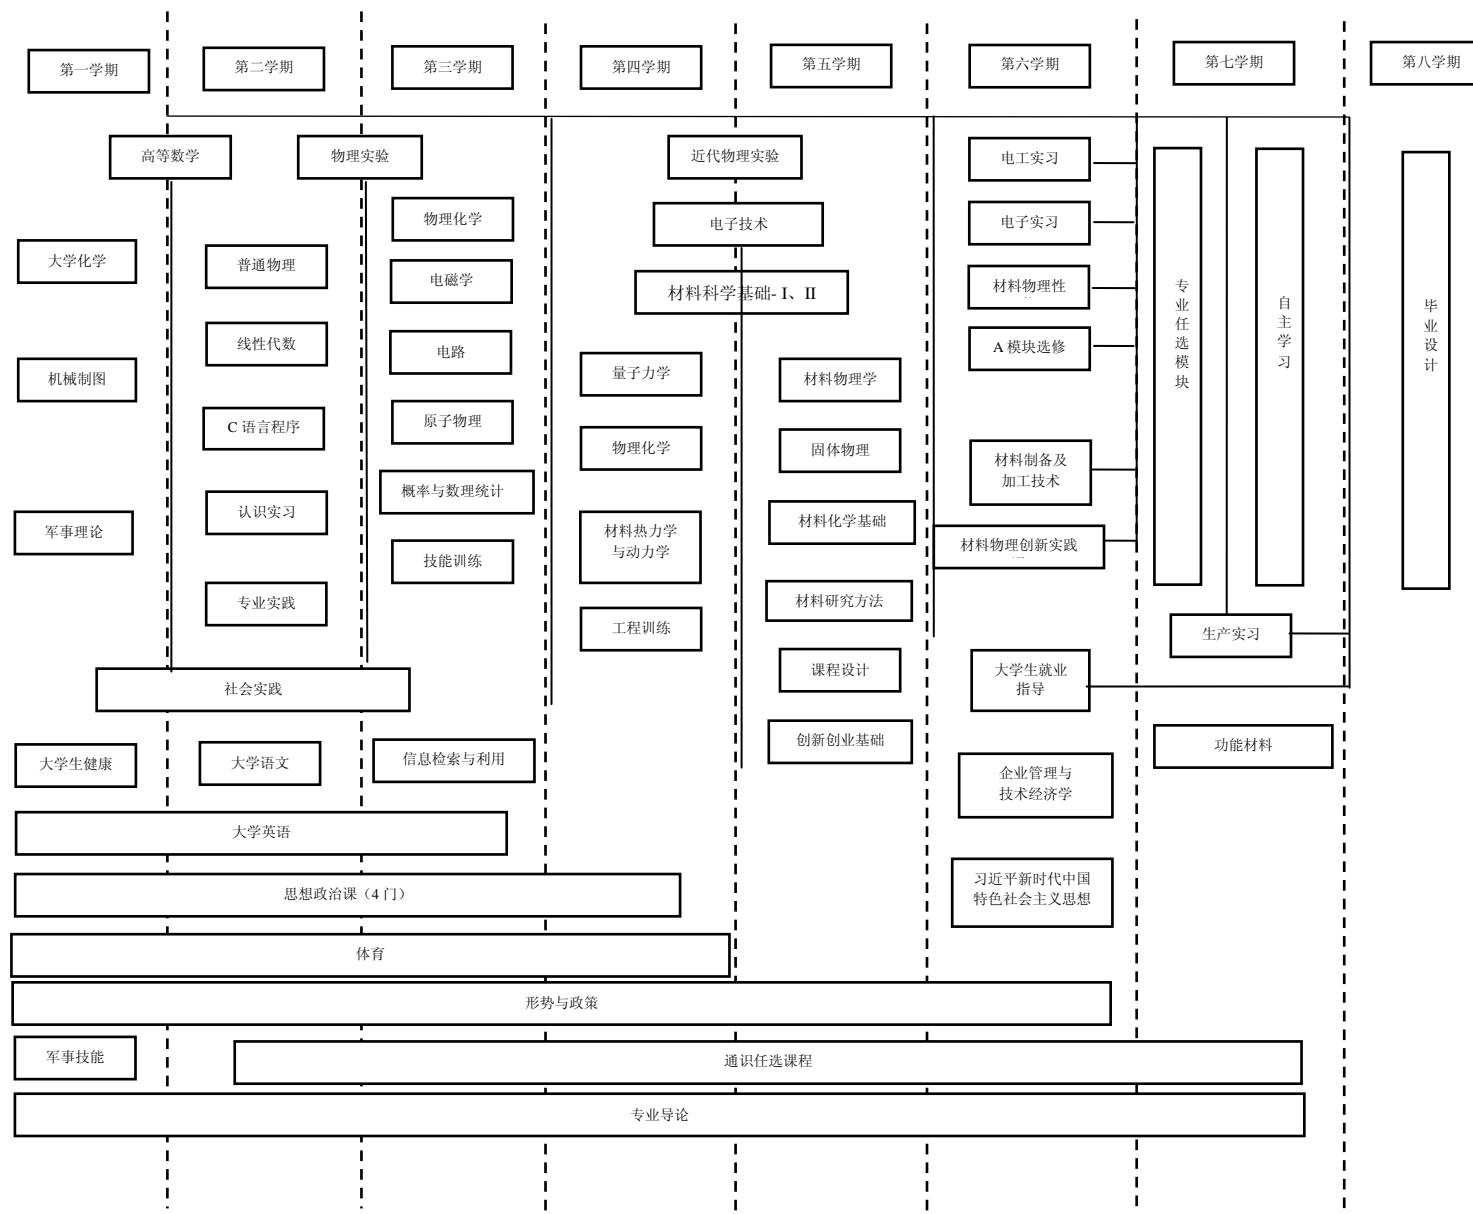 第一学期
第二学期
第三学期
第四学期
第五学期
第六学期
第七学期
第八学期
高等数学
物理实验
近代物理实验
电工实习
物理化学
电子技术
电子实习
大学化学
普通物理
电磁学
材料科学基础- I、II
材料物理性
专业任选模块
自主学习
毕业设计
机械制图
线性代数
电路
量子力学
材料物理学
A 模块选修
C 语言程序
原子物理
物理化学
固体物理
材料制备及
加工技术
军事理论
认识实习
概率与数理统计
材料热力学
与动力学
材料化学基础
材料物理创新实践
专业实践
技能训练
工程训练
材料研究方法
生产实习
社会实践
课程设计
大学生就业
指导
大学生健康
大学语文
信息检索与利用
创新创业基础
企业管理与
技术经济学
功能材料
大学英语
思想政治课（4 门）
习近平新时代中国
特色社会主义思想
体育
形势与政策
军事技能
通识任选课程
专业导论